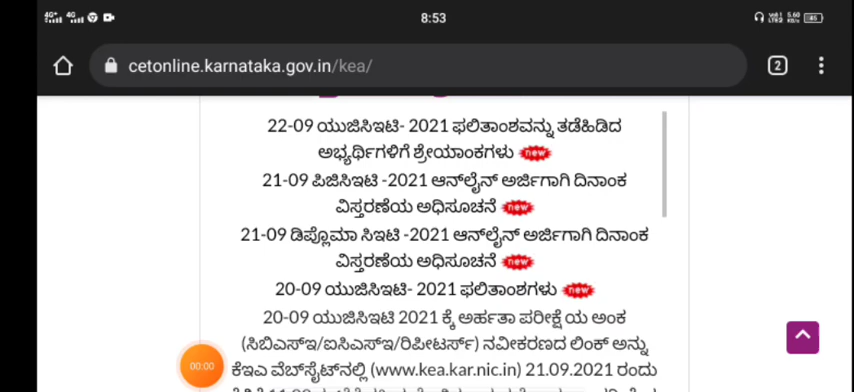 8:53
cetonline.karnataka.gov.in/kea/
2
22-09 ಯುಜಿಸಿಇಟಿ- 2021 ಫಲಿತಾಂಶವನ್ನು ತಡೆಹಿಡಿದ
ಅಭ್ಯರ್ಥಿಗಳಿಗೆ ಶ್ರೇಯಾಂಕಗಳು new
21-09 ಪಿಜಿಸಿಇಟಿ -2021 ಆನ್‌ಲೈನ್ ಅರ್ಜಿಗಾಗಿ ದಿನಾಂಕ
ವಿಸ್ತರಣೆಯ ಅಧಿಸೂಚನೆ new
21-09 ಡಿಪ್ಲೊಮಾ ಸಿಇಟಿ -2021 ಆನ್‌ಲೈನ್ ಅರ್ಜಿಗಾಗಿ ದಿನಾಂಕ
ವಿಸ್ತರಣೆಯ ಅಧಿಸೂಚನೆ new
20-09 ಯುಜಿಸಿಇಟಿ- 2021 ಫಲಿತಾಂಶಗಳು new
20-09 ಯುಜಿಸಿಇಟಿ 2021 ಕ್ಕೆ ಅರ್ಹತಾ ಪರೀಕ್ಷೆ ಯ ಅಂಕ
(ಸಿಬಿಎಸ್ಇ/ಐಸಿಎಸ್ಇ/ರಿಪೀಟರ್ಸ್) ನವೀಕರಣದ ಲಿಂಕ್ ಅನ್ನು
00:00
ಕೆಇಎ ವೆಬ್‌ಸೈಟ್‌ನಲ್ಲಿ (www.kea.kar.nic.in) 21.09.2021 ರಂದು